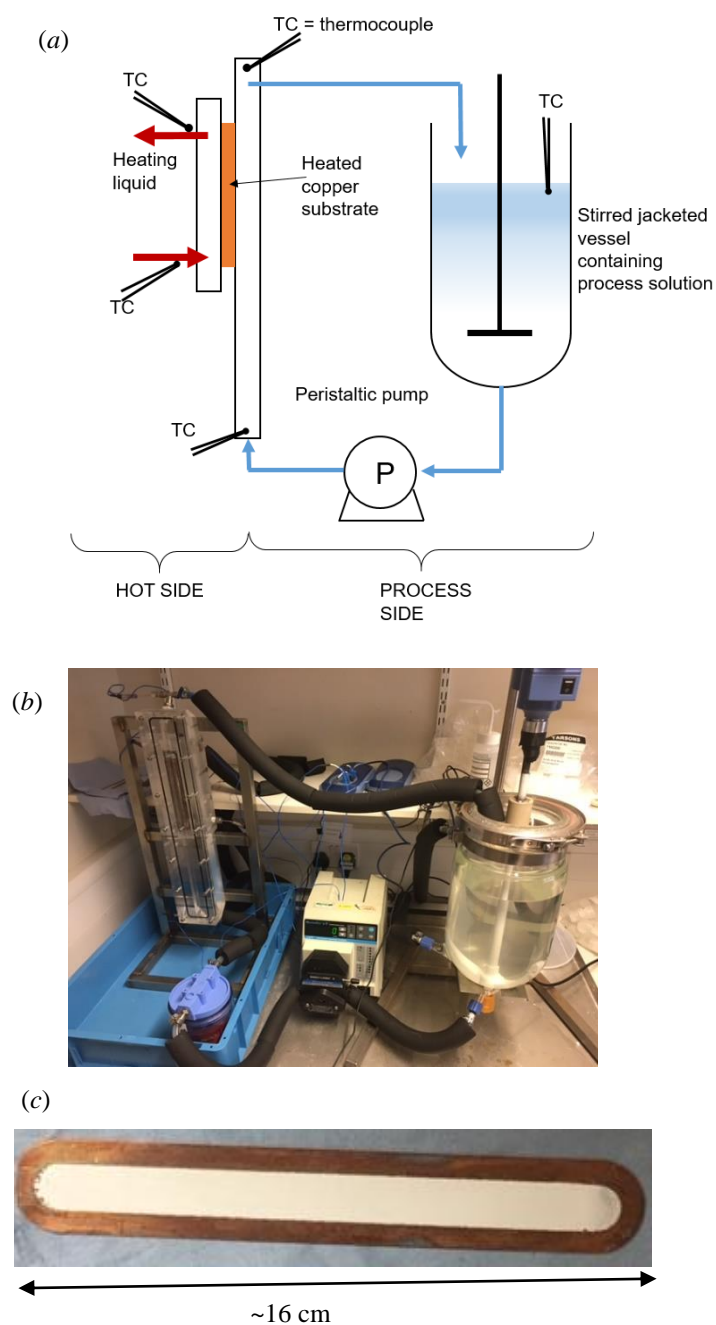 (a)
TC = thermocouple
TC
TC
Heating
liquid
Heated
copper
substrate
Stirred jacketed
vessel
containing
process solution
TC
Peristaltic pump
TC
P
HOT SIDE
PROCESS
SIDE
(b)
(c)
~16 cm